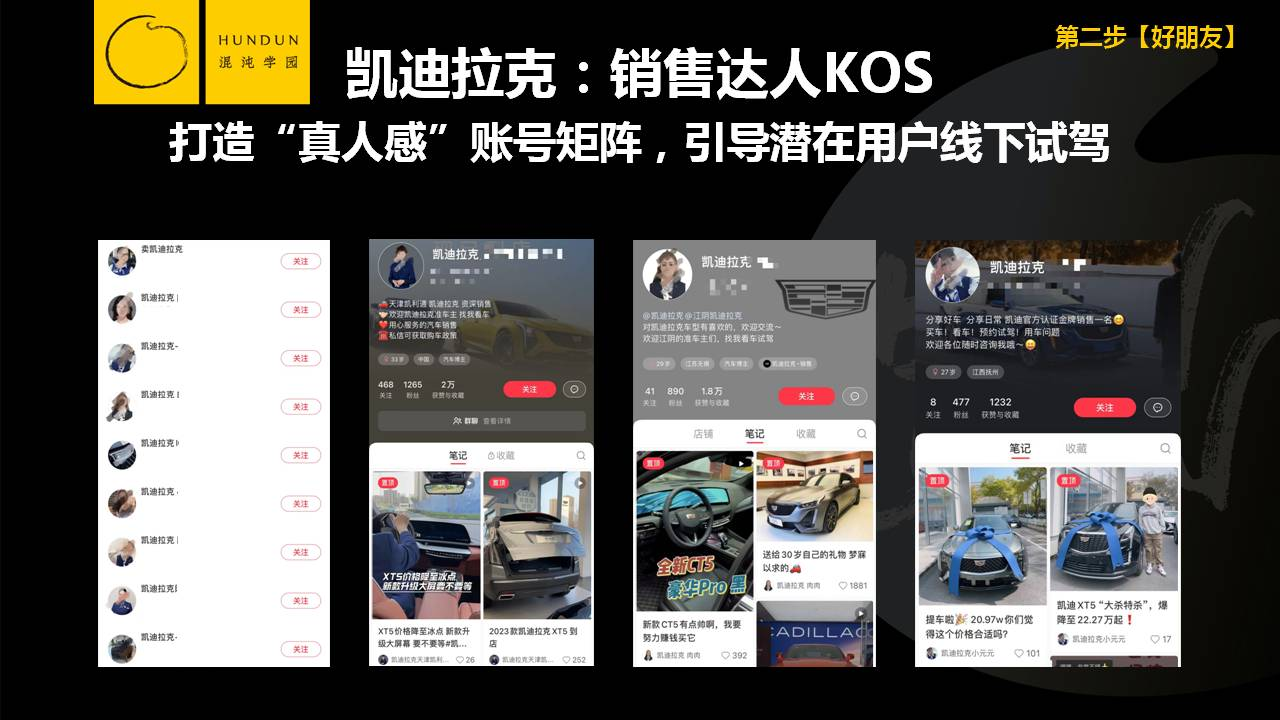 HUNDUN
混沌学园
第二步【好朋友】
凯迪拉克：销售达人KOS
打造“真人感”账号矩阵，引导潜在用户线下试驾
卖凯迪拉克
关注
凯迪拉克
关注
凯迪拉克
关注
凯迪拉克
关注
凯迪拉克
关注
凯迪拉克
关注
凯迪拉克
关注
凯迪拉克
关注
凯迪拉克
关注
凯迪拉克
🚗天津凯利通 凯迪拉克 资深销售
🤝欢迎凯迪拉克准车主 找我看车
❤️用心服务的汽车销售
私信可获取购车政策
33岁 中国 汽车博主
468 1265 2万
关注 粉丝 获赞与收藏
关注
群聊 查看详情
笔记 收藏
置顶
XT5价格降至冰点
新款升级大屏要不要等
XT5价格降至冰点 新款升
级大屏幕 要不要等#凯...
凯迪拉克天津凯利... 26
置顶
2023款凯迪拉克XT5 到
店
凯迪拉克天津凯... 252
凯迪拉克
@凯迪拉克 @江阴凯迪拉克
对凯迪拉克车型有喜欢的，欢迎交流～
欢迎江阴的准车主们，找我看车试驾
29岁 江苏无锡 汽车博主 凯迪拉克-销售
41 890 1.8万
关注 粉丝 获赞与收藏
关注
店铺 笔记 收藏
置顶
全新CT5
豪华Pro 黑
新款CT5有点帅啊，我要
努力赚钱买它
凯迪拉克 肉肉 392
置顶
送给30岁自己的礼物 梦寐
以求的🚗
凯迪拉克 肉肉 1881
CADILLAC
凯迪拉克
分享好车 分享日常 凯迪官方认证金牌销售一名😊
买车！看车！预约试驾！用车问题
欢迎各位随时咨询我哦～😄
27岁 江西抚州
8 477 1232
关注 粉丝 获赞与收藏
关注
笔记 收藏
置顶
提车啦🎉 20.97w你们觉
得这个价格合适吗？
凯迪拉克小元元 101
置顶
凯迪XT5“大杀特杀”，爆
降至22.27万起❗
凯迪拉克小元元 17